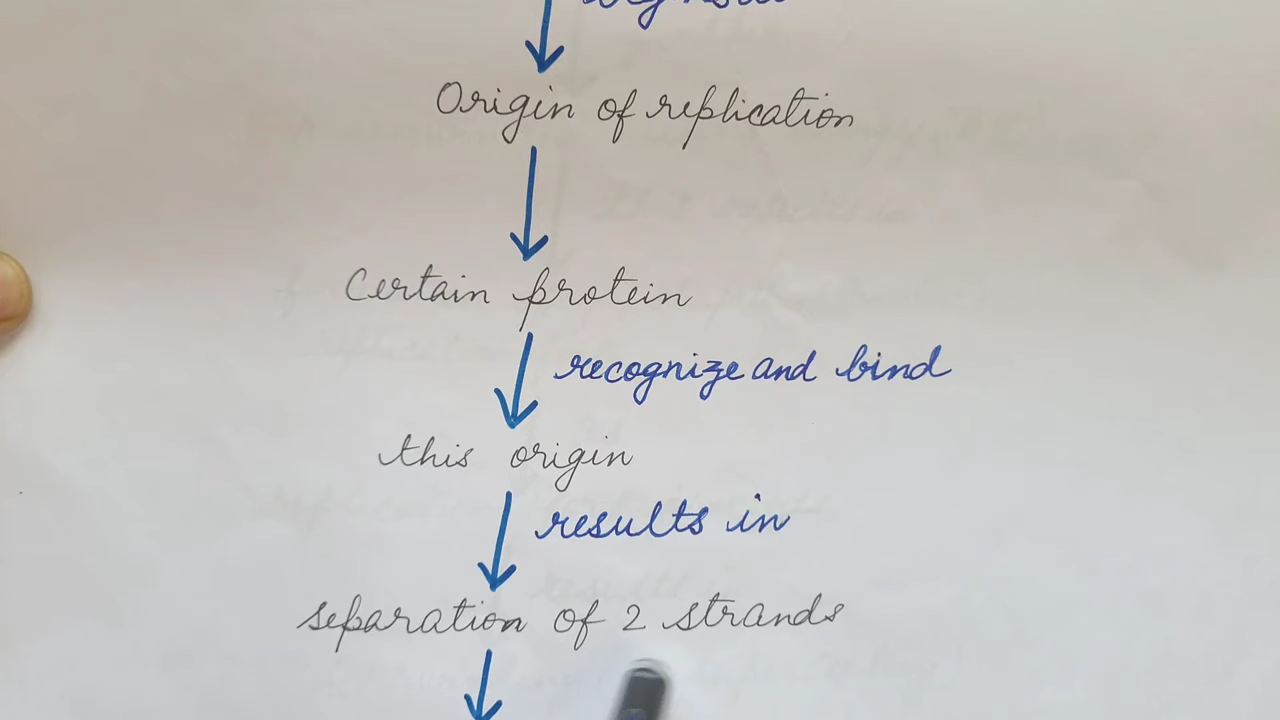 Origin of replication
Certain protein
recognize and bind
this origin
results in
separation of 2 strands